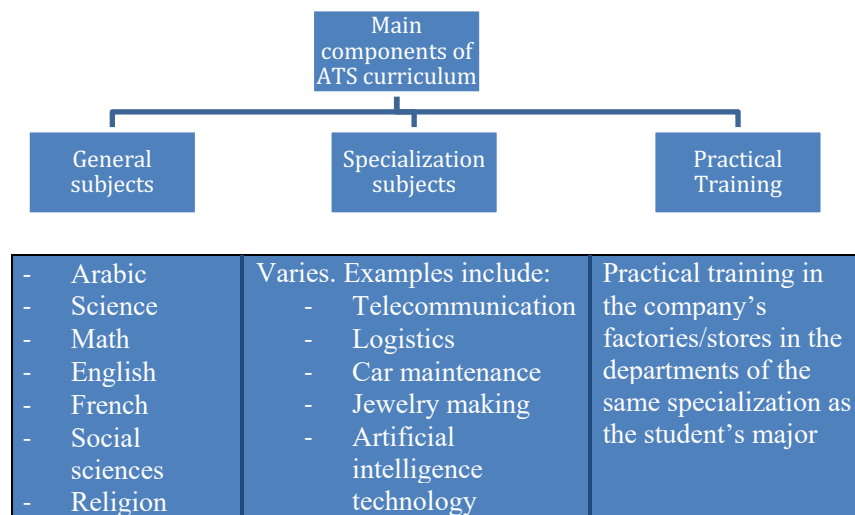 Main
components of
ATS curriculum
General
subjects
Specialization
subjects
Practical
Training
- Arabic
- Science
- Math
- English
- French
- Social
sciences
- Religion
Varies. Examples include:
- Telecommunication
- Logistics
- Car maintenance
- Jewelry making
- Artificial
intelligence
technology
Practical training in
the company’s
factories/stores in the
departments of the
same specialization as
the student’s major